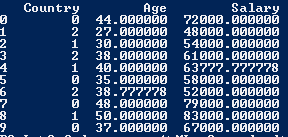 Country Age Salary
0 0 44.000000 72000.000000
1 2 27.000000 48000.000000
2 1 30.000000 54000.000000
3 2 38.000000 61000.000000
4 1 40.000000 63777.777778
5 0 35.000000 58000.000000
6 2 38.777778 52000.000000
7 0 48.000000 79000.000000
8 1 50.000000 83000.000000
9 0 37.000000 67000.000000